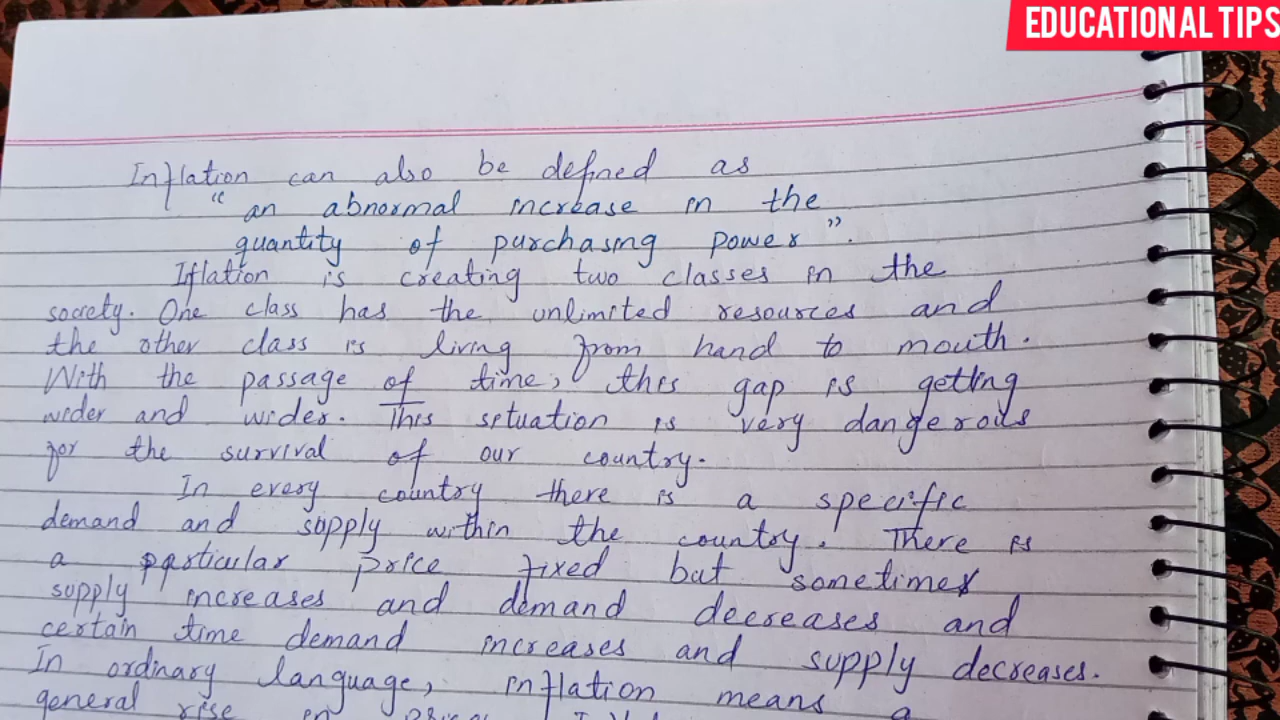 EDUCATIONAL TIPS
Inflation can also be defined as
" an abnormal increase in the
quantity of purchasing power ".
Iflation is creating two classes in the
society. One class has the unlimited resources and
the other class is living from hand to mouth.
With the passage of time, this gap is getting
wider and wider. This situation is very dangerous
for the survival of our country.
In every country there is a specific
demand and supply within the country. There is
a particular price fixed but sometimes
supply increases and demand decreases and
certain time demand increases and supply decreases.
In ordinary language, inflation means a
general rise in